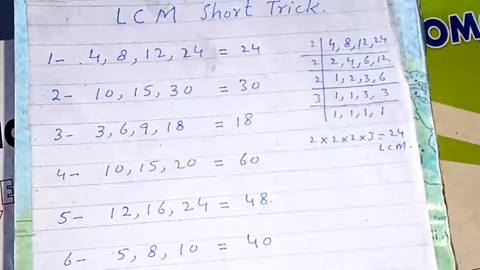 LCM Short Trick.
1- 4, 8, 12, 24 = 24
2- 10, 15, 30 = 30
3- 3, 6, 9, 18 = 18
4- 10, 15, 20 = 60
5- 12, 16, 24 = 48.
6- 5, 8, 10 = 40
2 | 4, 8, 12, 24
2 | 2, 4, 6, 12
2 | 1, 2, 3, 6
3 | 1, 1, 3, 3
1, 1, 1, 1
2 x 2 x 2 x 3 = 24
LCM.
OM